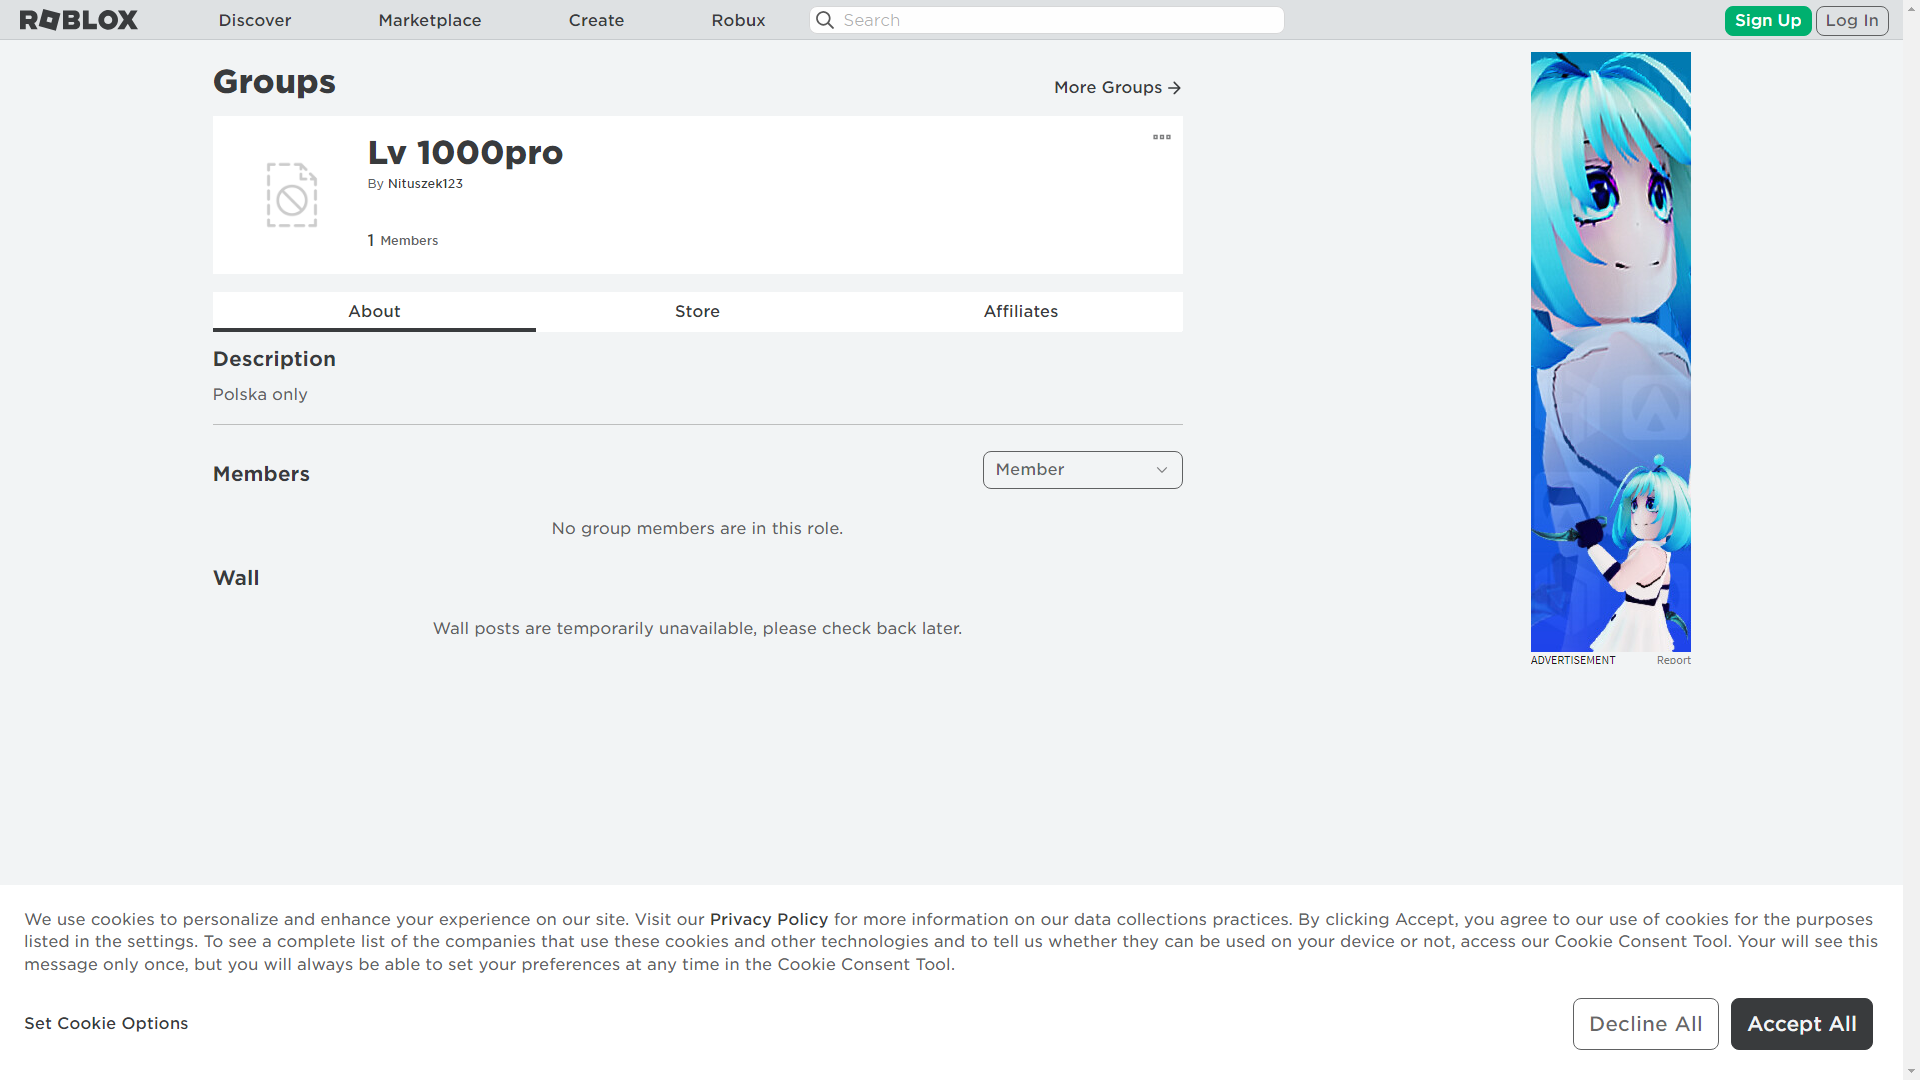 ROBLOX
Discover
Marketplace
Create
Robux
Search
Sign Up
Log In
Groups
More Groups
Lv 1000pro
By Nituszek123
1 Members
About
Store
Affiliates
Description
Polska only
Members
Member
No group members are in this role.
Wall
Wall posts are temporarily unavailable, please check back later.
ADVERTISEMENT
Report
We use cookies to personalize and enhance your experience on our site. Visit our Privacy Policy for more information on our data collections practices. By clicking Accept, you agree to our use of cookies for the purposes
listed in the settings. To see a complete list of the companies that use these cookies and other technologies and to tell us whether they can be used on your device or not, access our Cookie Consent Tool. Your will see this
message only once, but you will always be able to set your preferences at any time in the Cookie Consent Tool.
Set Cookie Options
Decline All
Accept All